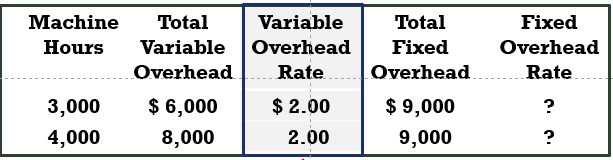 Machine Total Variable Total Fixed
Hours Variable Overhead Fixed Overhead
Overhead Rate Overhead Rate
3,000 $ 6,000 $ 2.00 $ 9,000 ?
4,000 8,000 2.00 9,000 ?